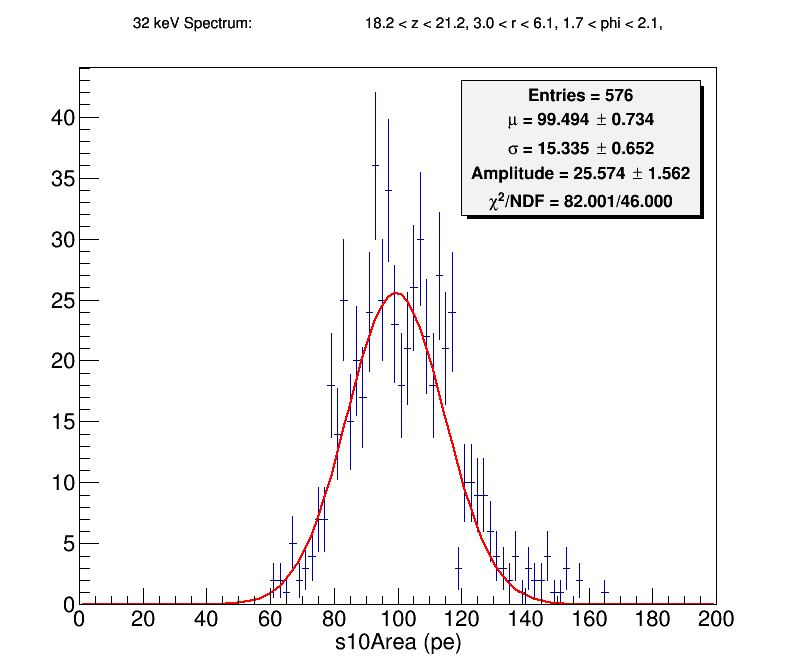 32 keV Spectrum: 18.2 < z < 21.2, 3.0 < r < 6.1, 1.7 < phi < 2.1,
Entries = 576
μ = 99.494 ± 0.734
σ = 15.335 ± 0.652
Amplitude = 25.574 ± 1.562
χ²/NDF = 82.001/46.000
40
35
30
25
20
15
10
5
0
0 20 40 60 80 100 120 140 160 180 200
s10Area (pe)